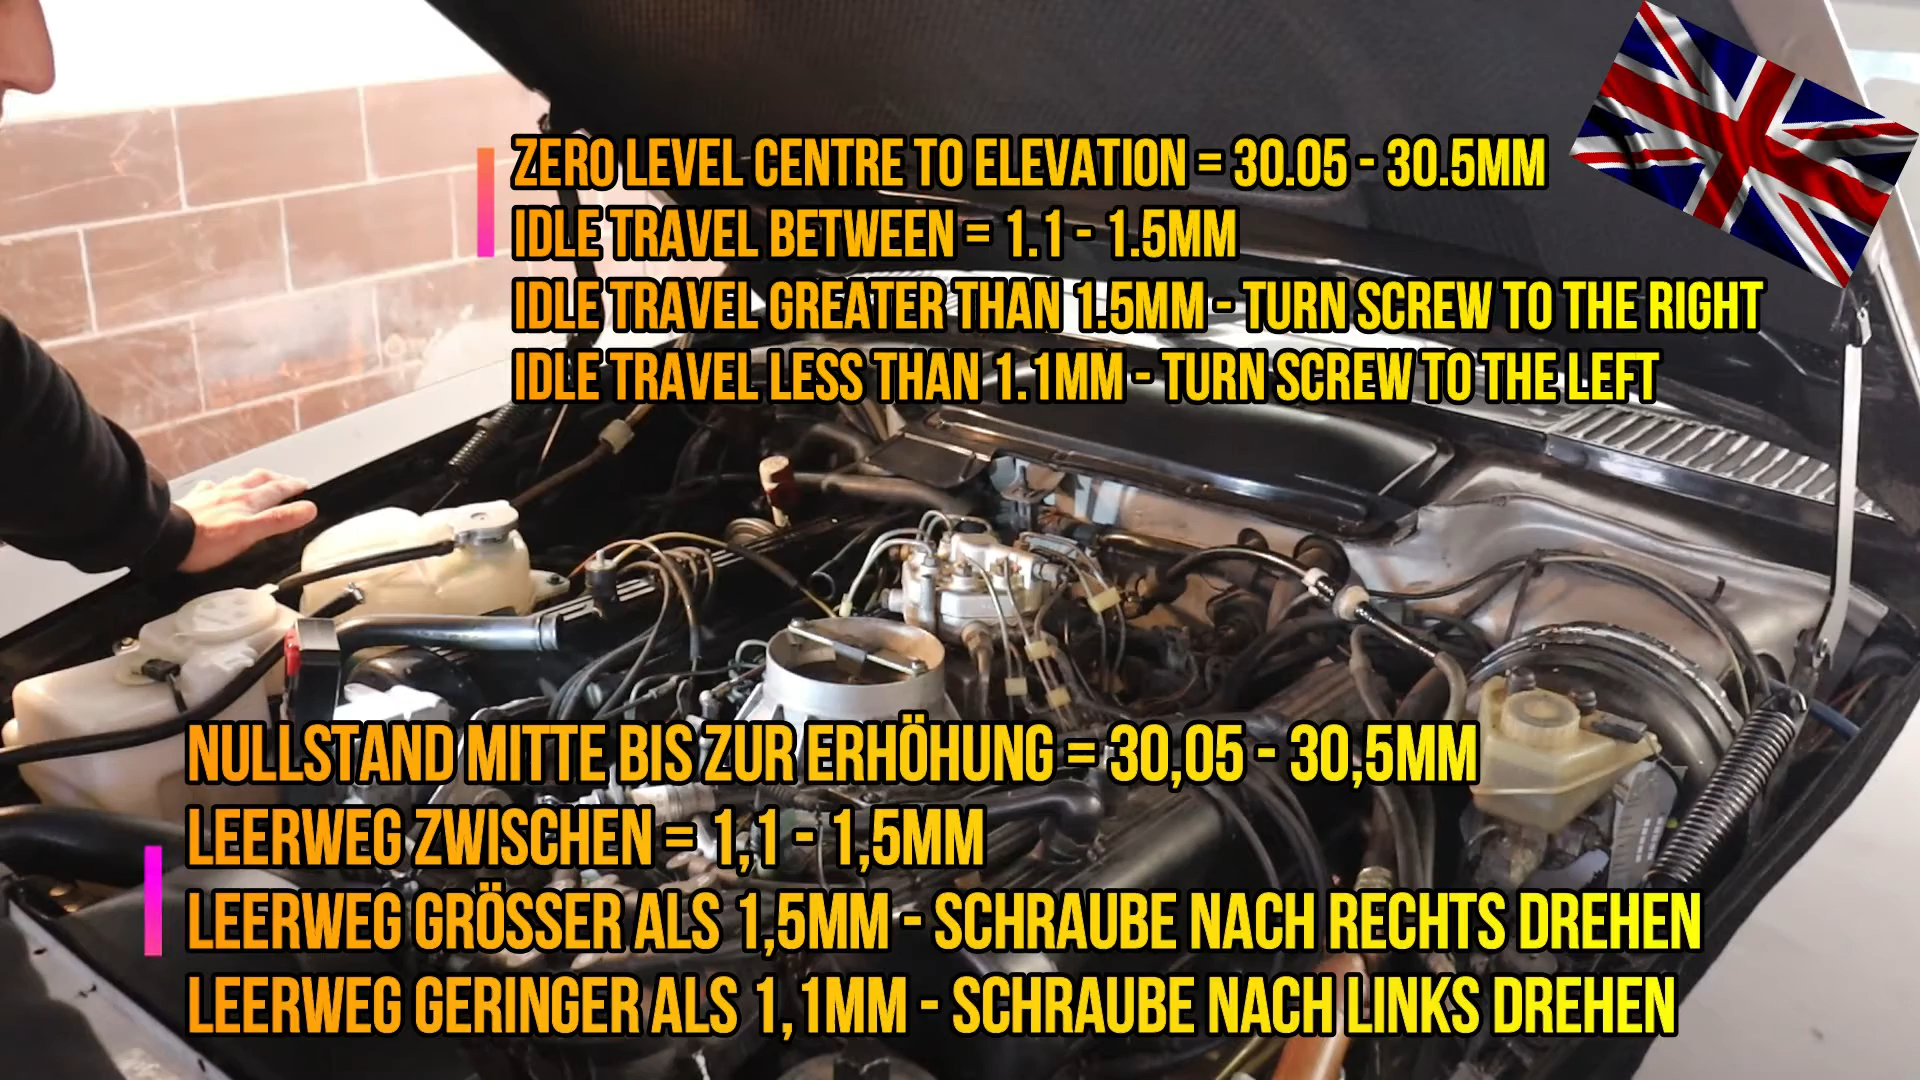 ZERO LEVEL CENTRE TO ELEVATION = 30.05 - 30.5MM
IDLE TRAVEL BETWEEN = 1.1 - 1.5MM
IDLE TRAVEL GREATER THAN 1.5MM - TURN SCREW TO THE RIGHT
IDLE TRAVEL LESS THAN 1.1MM - TURN SCREW TO THE LEFT
NULLSTAND MITTE BIS ZUR ERHÖHUNG = 30,05 - 30,5MM
LEERWEG ZWISCHEN = 1,1 - 1,5MM
LEERWEG GRÖSSER ALS 1,5MM - SCHRAUBE NACH RECHTS DREHEN
LEERWEG GERINGER ALS 1,1MM - SCHRAUBE NACH LINKS DREHEN